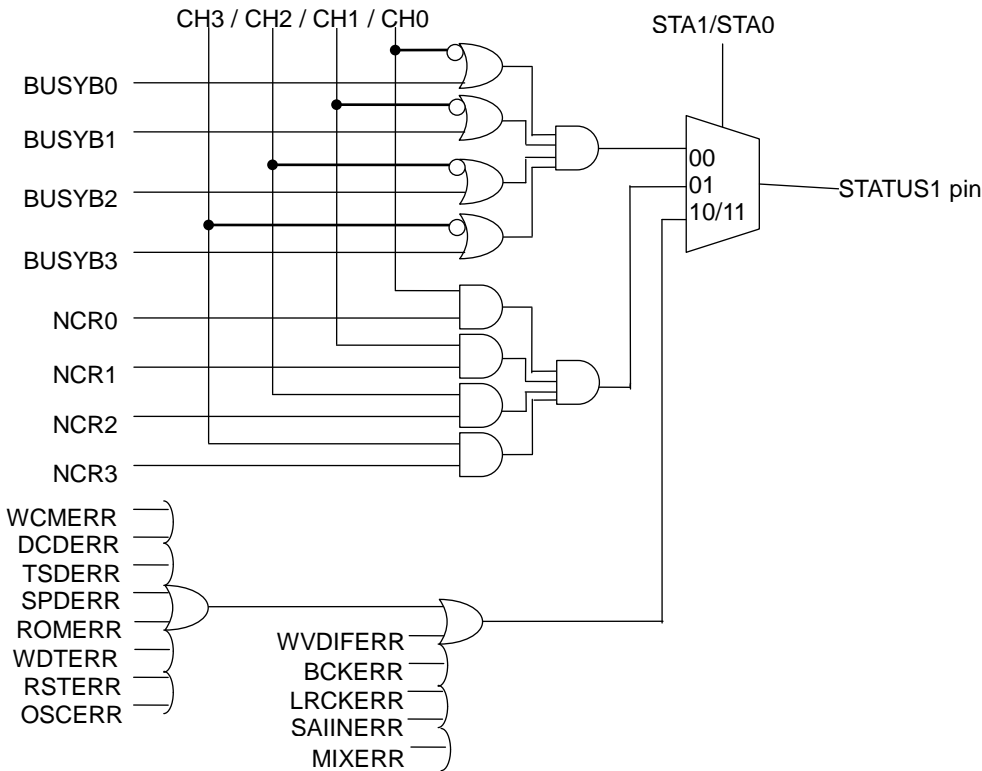 CH3 / CH2 / CH1 / CH0
STA1/STA0
BUSYB0
BUSYB1
BUSYB2
BUSYB3
00
01
10/11
STATUS1 pin
NCR0
NCR1
NCR2
NCR3
WCMERR
DCDERR
TSDERR
SPDERR
ROMERR
WDTERR
RSTERR
OSCERR
WVDIFERR
BCKERR
LRCKERR
SAIINERR
MIXERR